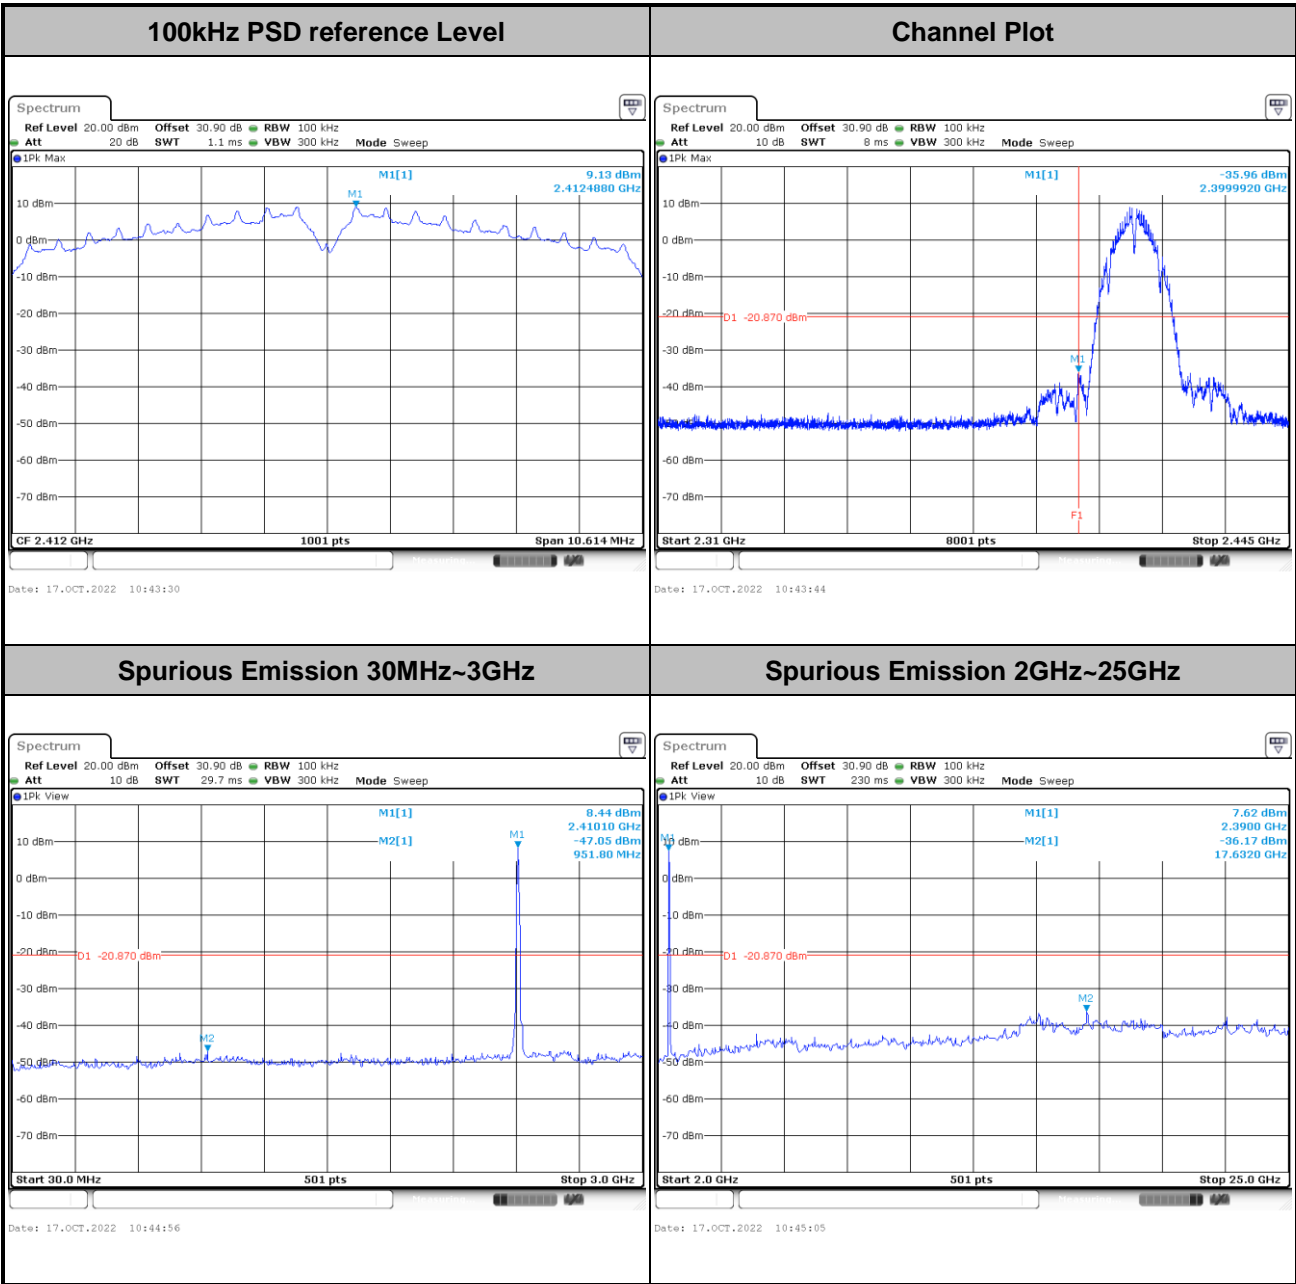 100kHz PSD reference Level
Channel Plot
Spectrum
Ref Level 20.00 dBm Offset 30.90 dB RBW 100 kHz
Att 20 dB SWT 1.1 ms VBW 300 kHz Mode Sweep
1Pk Max
M1[1] 9.13 dBm
2.4124880 GHz
M1
10 dBm
0 dBm
-10 dBm
-20 dBm
-30 dBm
-40 dBm
-50 dBm
-60 dBm
-70 dBm
CF 2.412 GHz 1001 pts Span 10.614 MHz
Date: 17.OCT.2022 10:43:30
Spectrum
Ref Level 20.00 dBm Offset 30.90 dB RBW 100 kHz
Att 10 dB SWT 8 ms VBW 300 kHz Mode Sweep
1Pk Max
M1[1] -35.96 dBm
2.3999920 GHz
10 dBm
0 dBm
-10 dBm
-20 dBm
D1 -20.870 dBm
-30 dBm
M1
-40 dBm
-50 dBm
-60 dBm
-70 dBm
F1
Start 2.31 GHz 8001 pts Stop 2.445 GHz
Date: 17.OCT.2022 10:43:44
Spurious Emission 30MHz~3GHz
Spurious Emission 2GHz~25GHz
Spectrum
Ref Level 20.00 dBm Offset 30.90 dB RBW 100 kHz
Att 10 dB SWT 29.7 ms VBW 300 kHz Mode Sweep
1Pk View
M1[1] 8.44 dBm
2.41010 GHz
M2[1] -47.05 dBm
951.80 MHz
M1
10 dBm
0 dBm
-10 dBm
-20 dBm
D1 -20.870 dBm
-30 dBm
-40 dBm
M2
-50 dBm
-60 dBm
-70 dBm
Start 30.0 MHz 501 pts Stop 3.0 GHz
Date: 17.OCT.2022 10:44:56
Spectrum
Ref Level 20.00 dBm Offset 30.90 dB RBW 100 kHz
Att 10 dB SWT 230 ms VBW 300 kHz Mode Sweep
1Pk View
M1[1] 7.62 dBm
2.3900 GHz
M2[1] -36.17 dBm
17.6320 GHz
M1
10 dBm
0 dBm
-10 dBm
-20 dBm
D1 -20.870 dBm
-30 dBm
M2
-40 dBm
-50 dBm
-60 dBm
-70 dBm
Start 2.0 GHz 501 pts Stop 25.0 GHz
Date: 17.OCT.2022 10:45:05